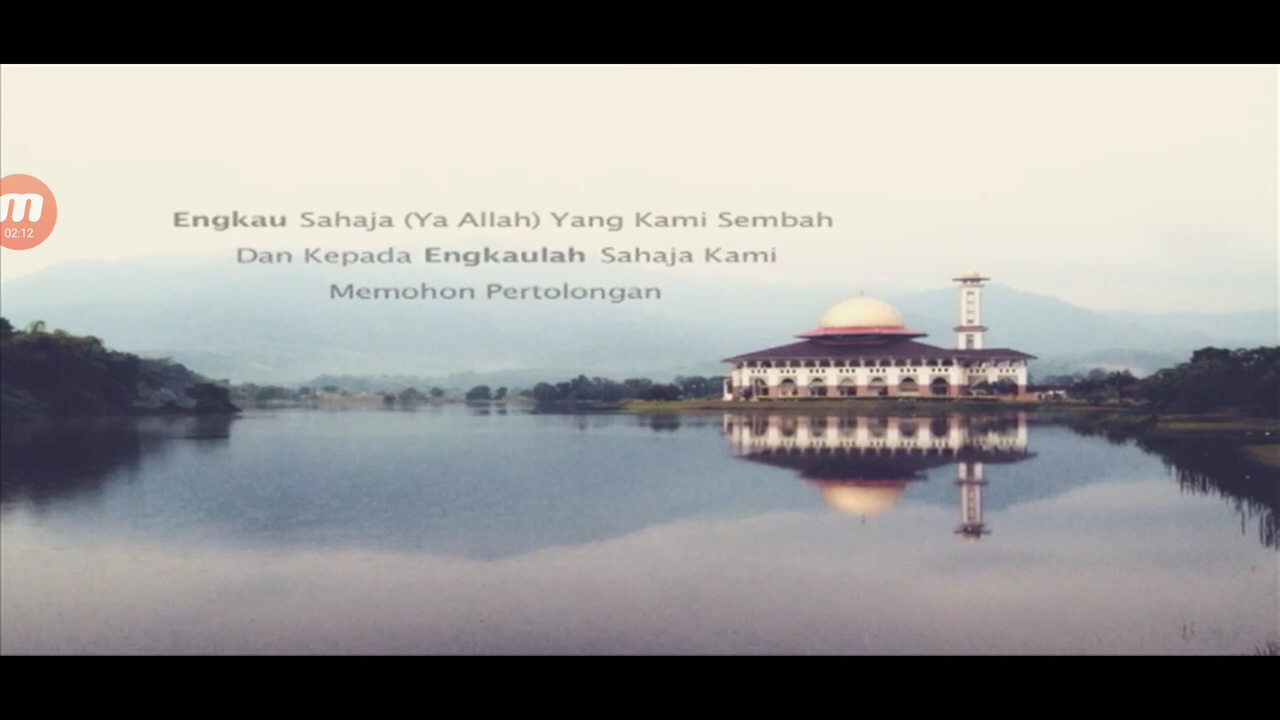 m
02:12
Engkau Sahaja (Ya Allah) Yang Kami Sembah
Dan Kepada Engkaulah Sahaja Kami
Memohon Pertolongan